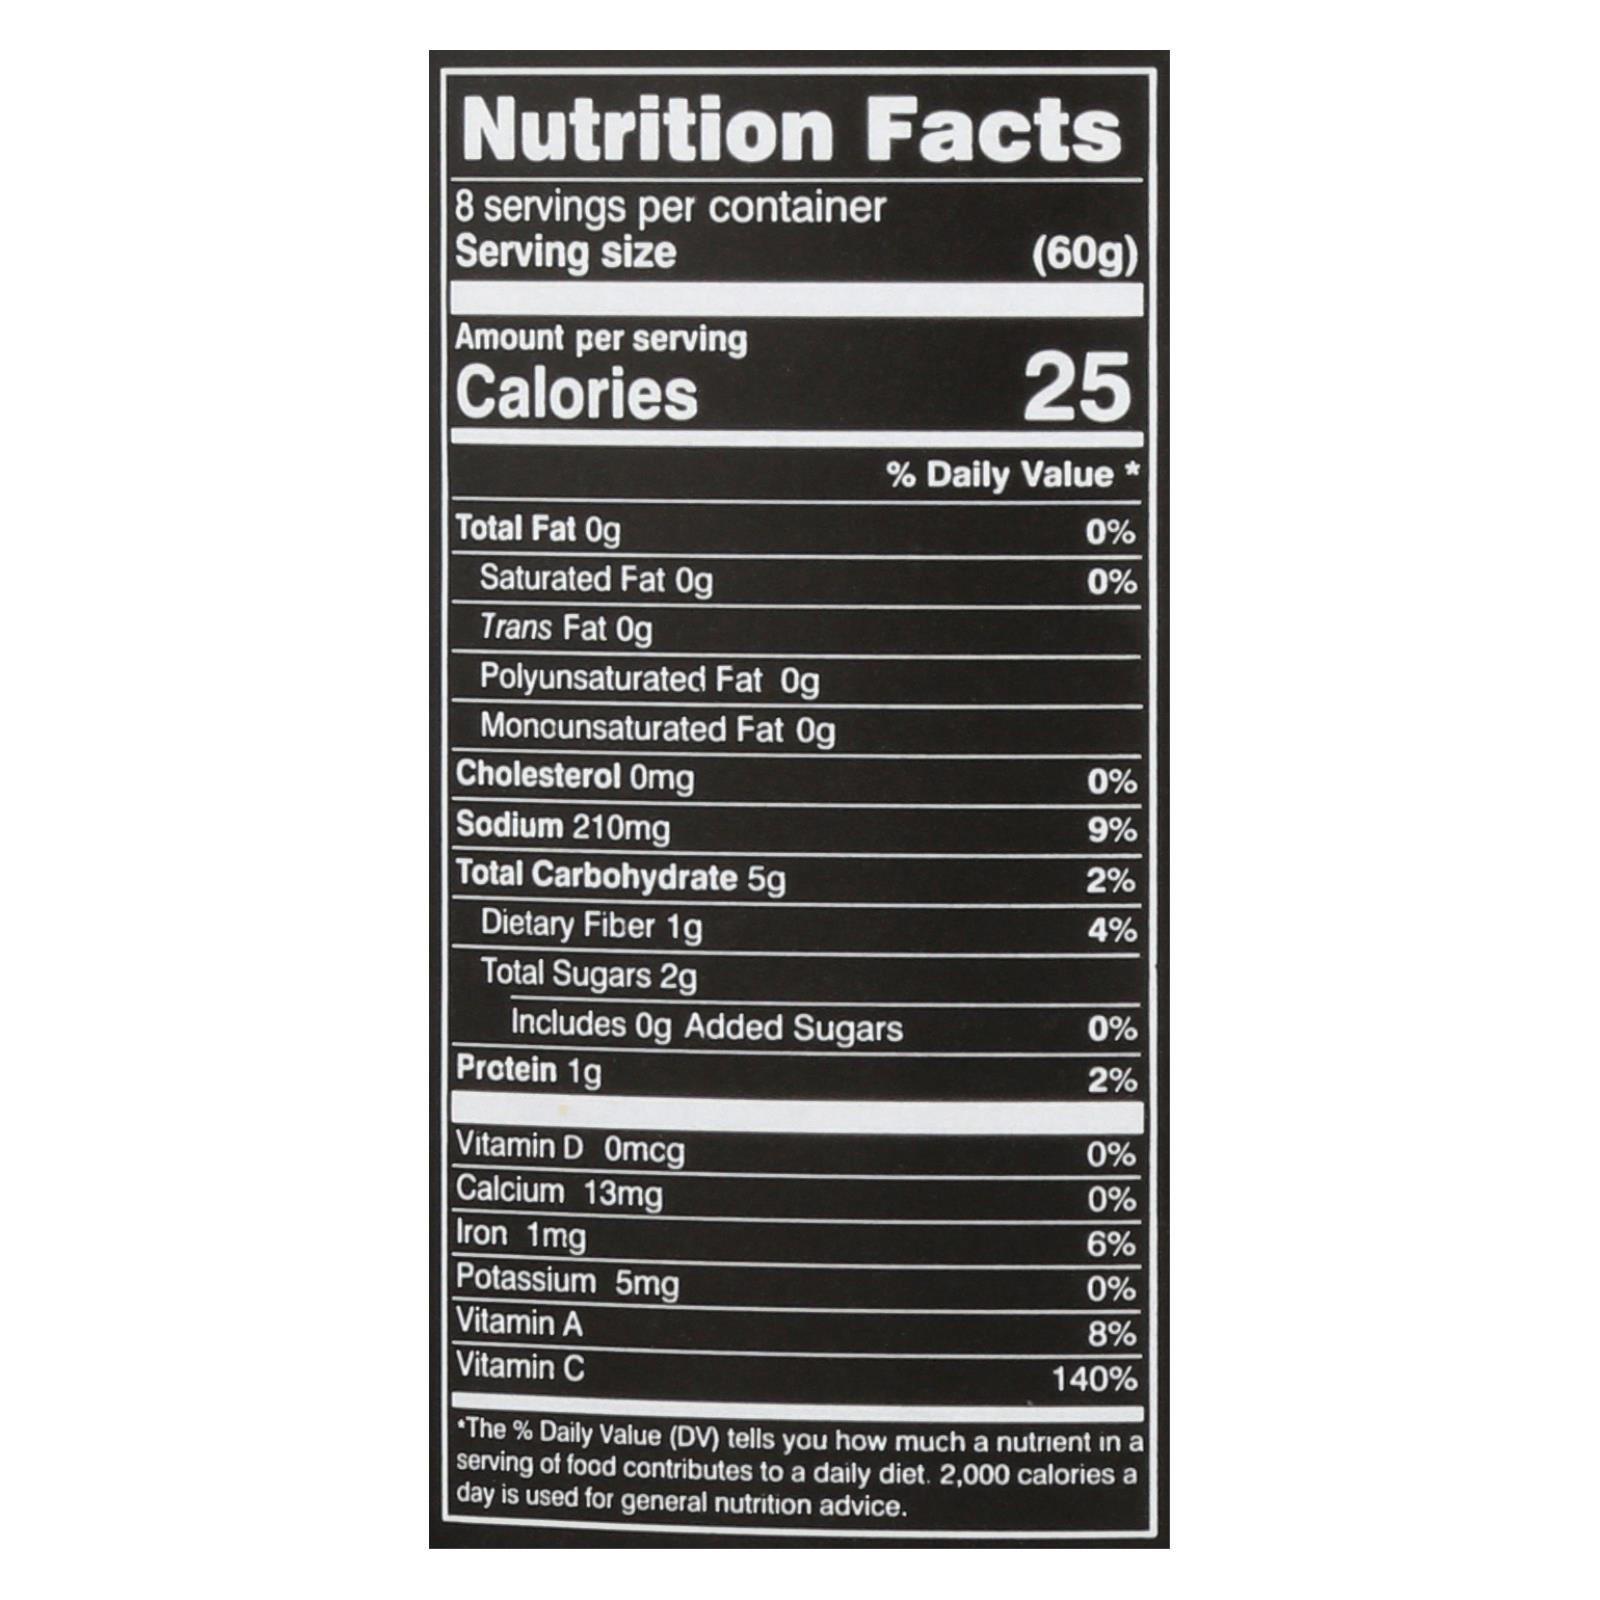 Nutrition Facts
8 servings per container
Serving size (60g)
Amount per serving
Calories 25
% Daily Value *
Total Fat 0g 0%
Saturated Fat 0g 0%
Trans Fat 0g
Polyunsaturated Fat 0g
Monounsaturated Fat 0g
Cholesterol 0mg 0%
Sodium 210mg 9%
Total Carbohydrate 5g 2%
Dietary Fiber 1g 4%
Total Sugars 2g
Includes 0g Added Sugars 0%
Protein 1g 2%
Vitamin D 0mcg 0%
Calcium 13mg 0%
Iron 1mg 6%
Potassium 5mg 0%
Vitamin A 8%
Vitamin C 140%
*The % Daily Value (DV) tells you how much a nutrient in a
serving of food contributes to a daily diet. 2,000 calories a
day is used for general nutrition advice.